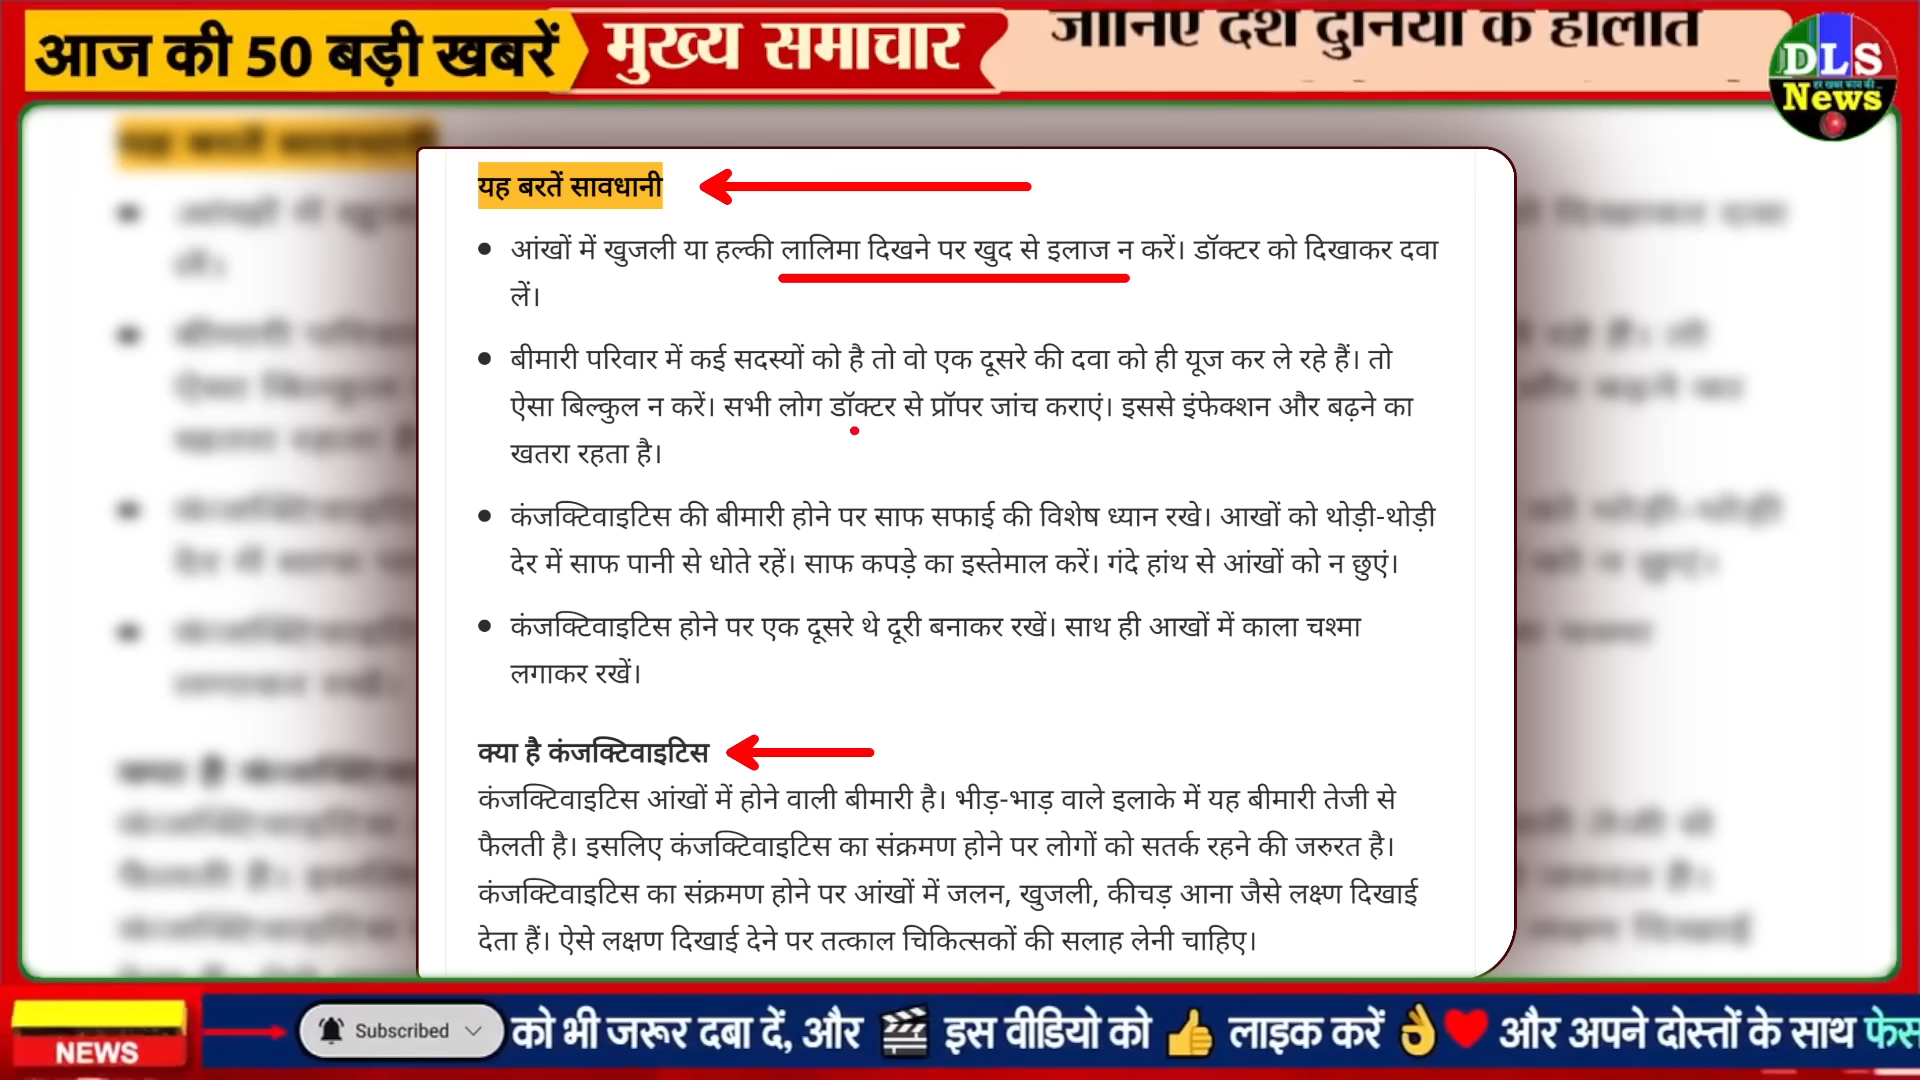 आज की 50 बड़ी खबरें
मुख्य समाचार
जानिए देश दुनिया के हालात
DLS
हर खबर काम की
News
यह बरतें सावधानी
● आंखों में खुजली या हल्की लालिमा दिखने पर खुद से इलाज न करें। डॉक्टर को दिखाकर दवा
लें।
● बीमारी परिवार में कई सदस्यों को है तो वो एक दूसरे की दवा को ही यूज कर ले रहे हैं। तो
ऐसा बिल्कुल न करें। सभी लोग डॉक्टर से प्रॉपर जांच कराएं। इससे इंफेक्शन और बढ़ने का
खतरा रहता है।
● कंजक्टिवाइटिस की बीमारी होने पर साफ सफाई की विशेष ध्यान रखे। आखों को थोड़ी-थोड़ी
देर में साफ पानी से धोते रहें। साफ कपड़े का इस्तेमाल करें। गंदे हांथ से आंखों को न छुएं।
● कंजक्टिवाइटिस होने पर एक दूसरे थे दूरी बनाकर रखें। साथ ही आखों में काला चश्मा
लगाकर रखें।
क्या है कंजक्टिवाइटिस
कंजक्टिवाइटिस आंखों में होने वाली बीमारी है। भीड़-भाड़ वाले इलाके में यह बीमारी तेजी से
फैलती है। इसलिए कंजक्टिवाइटिस का संक्रमण होने पर लोगों को सतर्क रहने की जरुरत है।
कंजक्टिवाइटिस का संक्रमण होने पर आंखों में जलन, खुजली, कीचड़ आना जैसे लक्ष्ण दिखाई
देता हैं। ऐसे लक्षण दिखाई देने पर तत्काल चिकित्सकों की सलाह लेनी चाहिए।
NEWS
Subscribed को भी जरूर दबा दें, और 🎬 इस वीडियो को 👍 लाइक करें 👌❤️ और अपने दोस्तों के साथ फेस